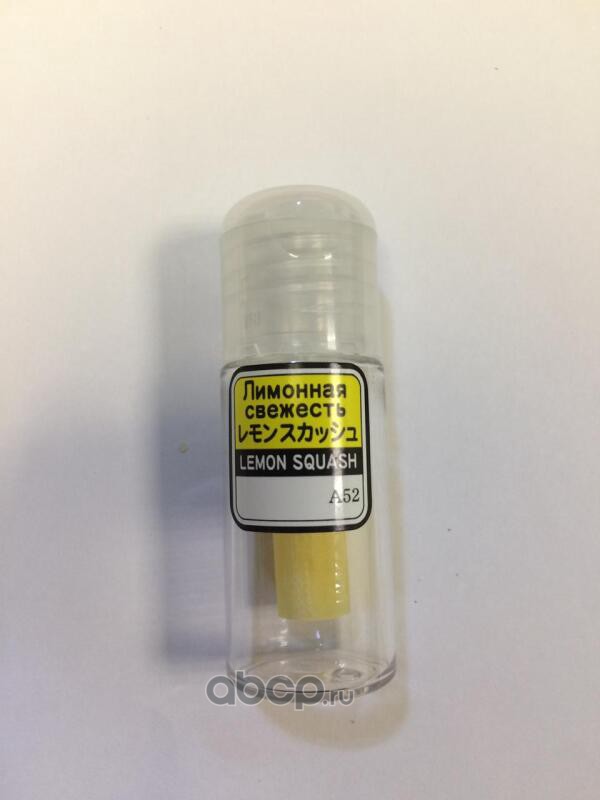 Лимонная
свежесть
レモンスカッシュ
LEMON SQUASH
A52
abcp.ru